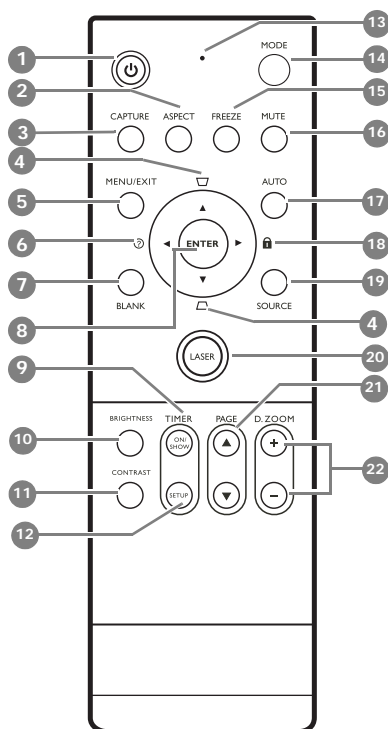 13
MODE
1
14
2
15
CAPTURE ASPECT FREEZE MUTE
3
16
4
MENU/EXIT AUTO
5
17
6
? ENTER
18
7
19
BLANK SOURCE
8
4
LASER
20
9
21
BRIGHTNESS TIMER PAGE D.ZOOM
10
ON/
SHOW
+
22
CONTRAST
11
SETUP
−
12